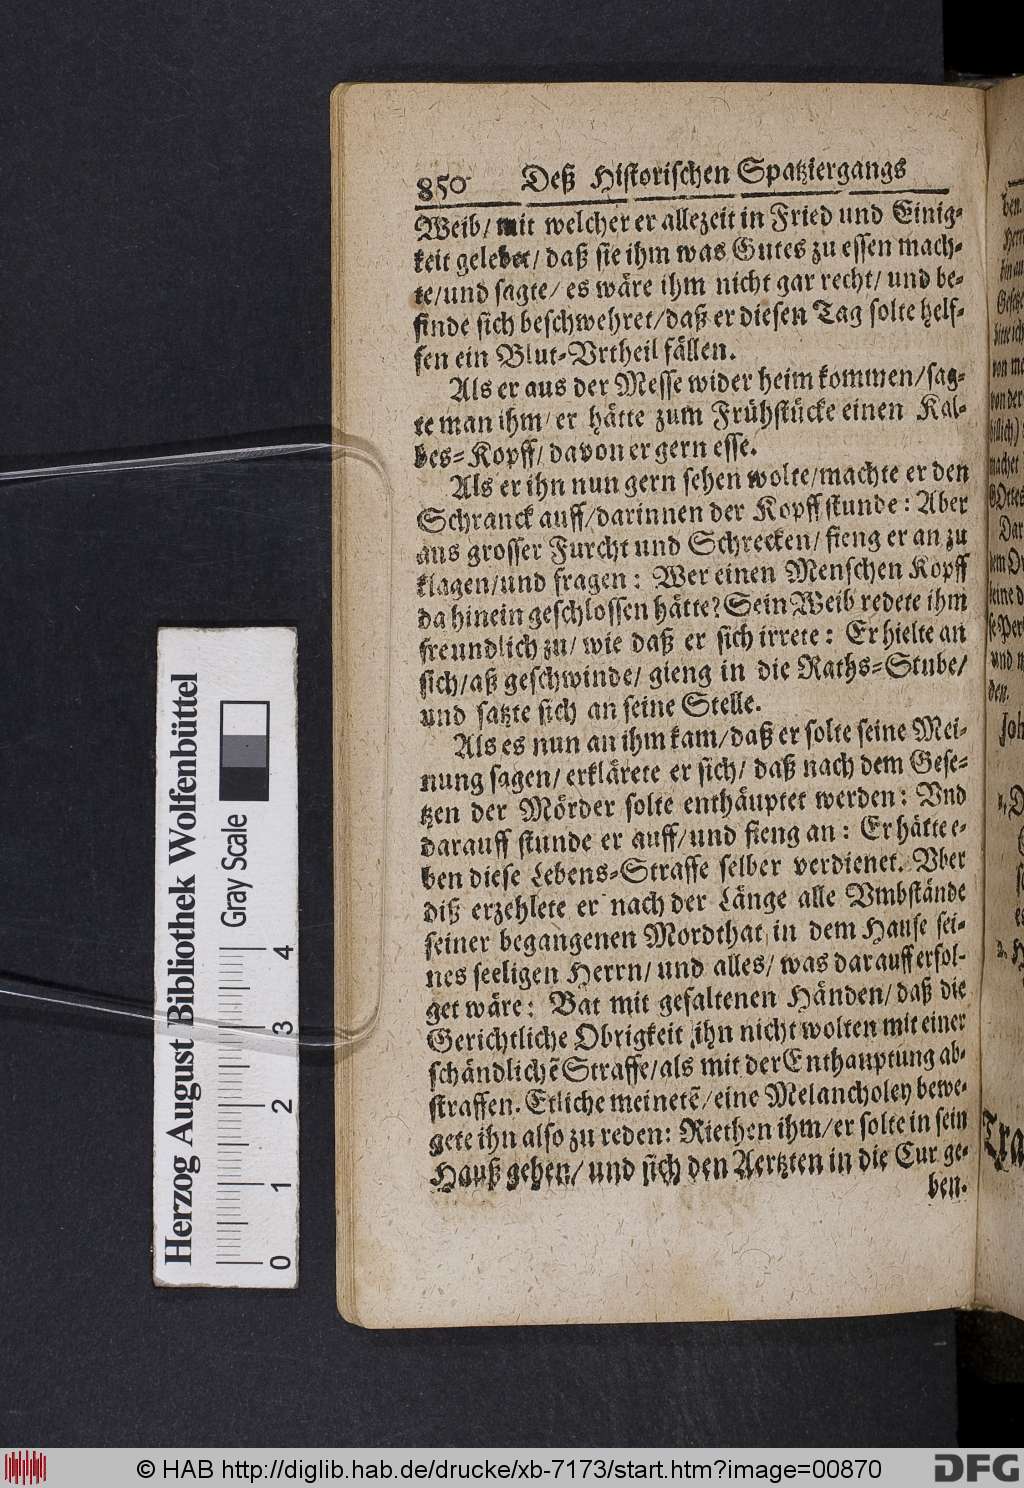 850 Deß Historischen Spatziergangs
Weib/ mit welcher er allezeit in Fried und Einig-
keit gelebet/ daß sie ihm was Gutes zu essen mach-
te/und sagte/ es wäre ihm nicht gar recht/ und be-
finde sich beschwehret/daß er diesen Tag solte helf-
fen ein Blut-Vrtheil fällen.
Als er aus der Messe wider heim kommen/sag-
te man ihm/ er hätte zum Frühstücke einen Kal-
bes-Kopff/ davon er gern esse.
Als er ihn nun gern sehen wolte/machte er den
Schranck auff/darinnen der Kopff stunde: Aber
aus grosser Furcht und Schrecken/ fieng er an zu
klagen/und fragen: Wer einen Menschen Kopff
da hinein geschlossen hätte? Sein Weib redete ihm
freundlich zu/ wie daß er sich irrete: Er hielte an
sich/aß geschwinde/ gieng in die Raths-Stube/
und satzte sich an seine Stelle.
Als es nun an ihm kam/daß er solte seine Mei-
nung sagen/ erklärete er sich/ daß nach dem Gese-
tzen der Mörder solte enthäuptet werden: Vnd
darauff stunde er auff/und fieng an: Er hätte e-
ben diese Lebens-Straffe selber verdienet. Vber
diß erzehlete er nach der Länge alle Vmbstände
seiner begangenen Mordthat in dem Hause sei-
nes seeligen Herrn/ und alles/ was darauff erfol-
get wäre: Bat mit gefaltenen Händen/ daß die
Gerichtliche Obrigkeit ihn nicht wolten mit einer
schändlichē Straffe/als mit der Enthauptung ab-
straffen. Etliche meinetē/eine Melancholey bewe-
gete ihn also zu reden: Riethen ihm/er solte in sein
Hauß gehen/ und sich den Aertzten in die Cur ge-
ben.
Herzog August Bibliothek Wolfenbüttel
Gray Scale
0 1 2 3 4
© HAB http://diglib.hab.de/drucke/xb-7173/start.htm?image=00870
DFG